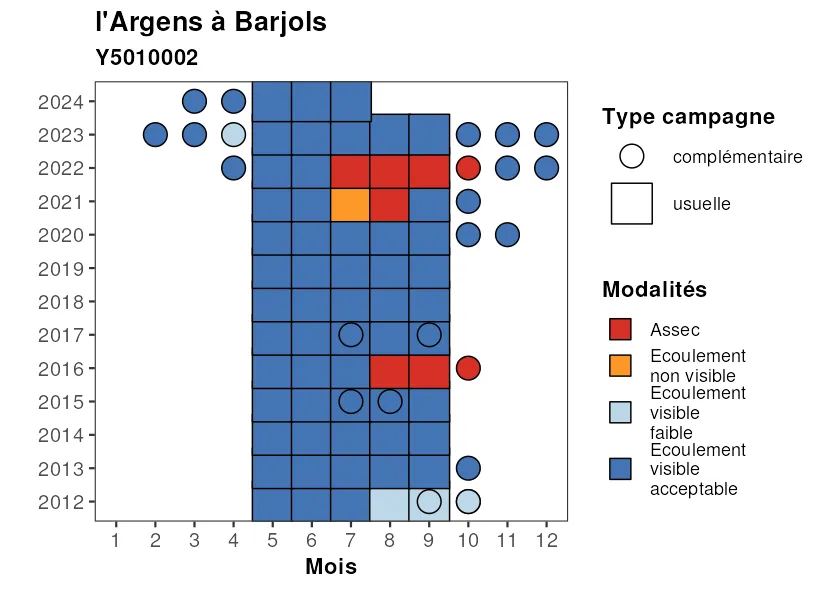 l'Argens à Barjols
Y5010002
2024
2023
2022
2021
2020
2019
2018
2017
2016
2015
2014
2013
2012
1 2 3 4 5 6 7 8 9 10 11 12
Mois
Type campagne
complémentaire
usuelle
Modalités
Assec
Ecoulement
non visible
Ecoulement
visible
faible
Ecoulement
visible
acceptable